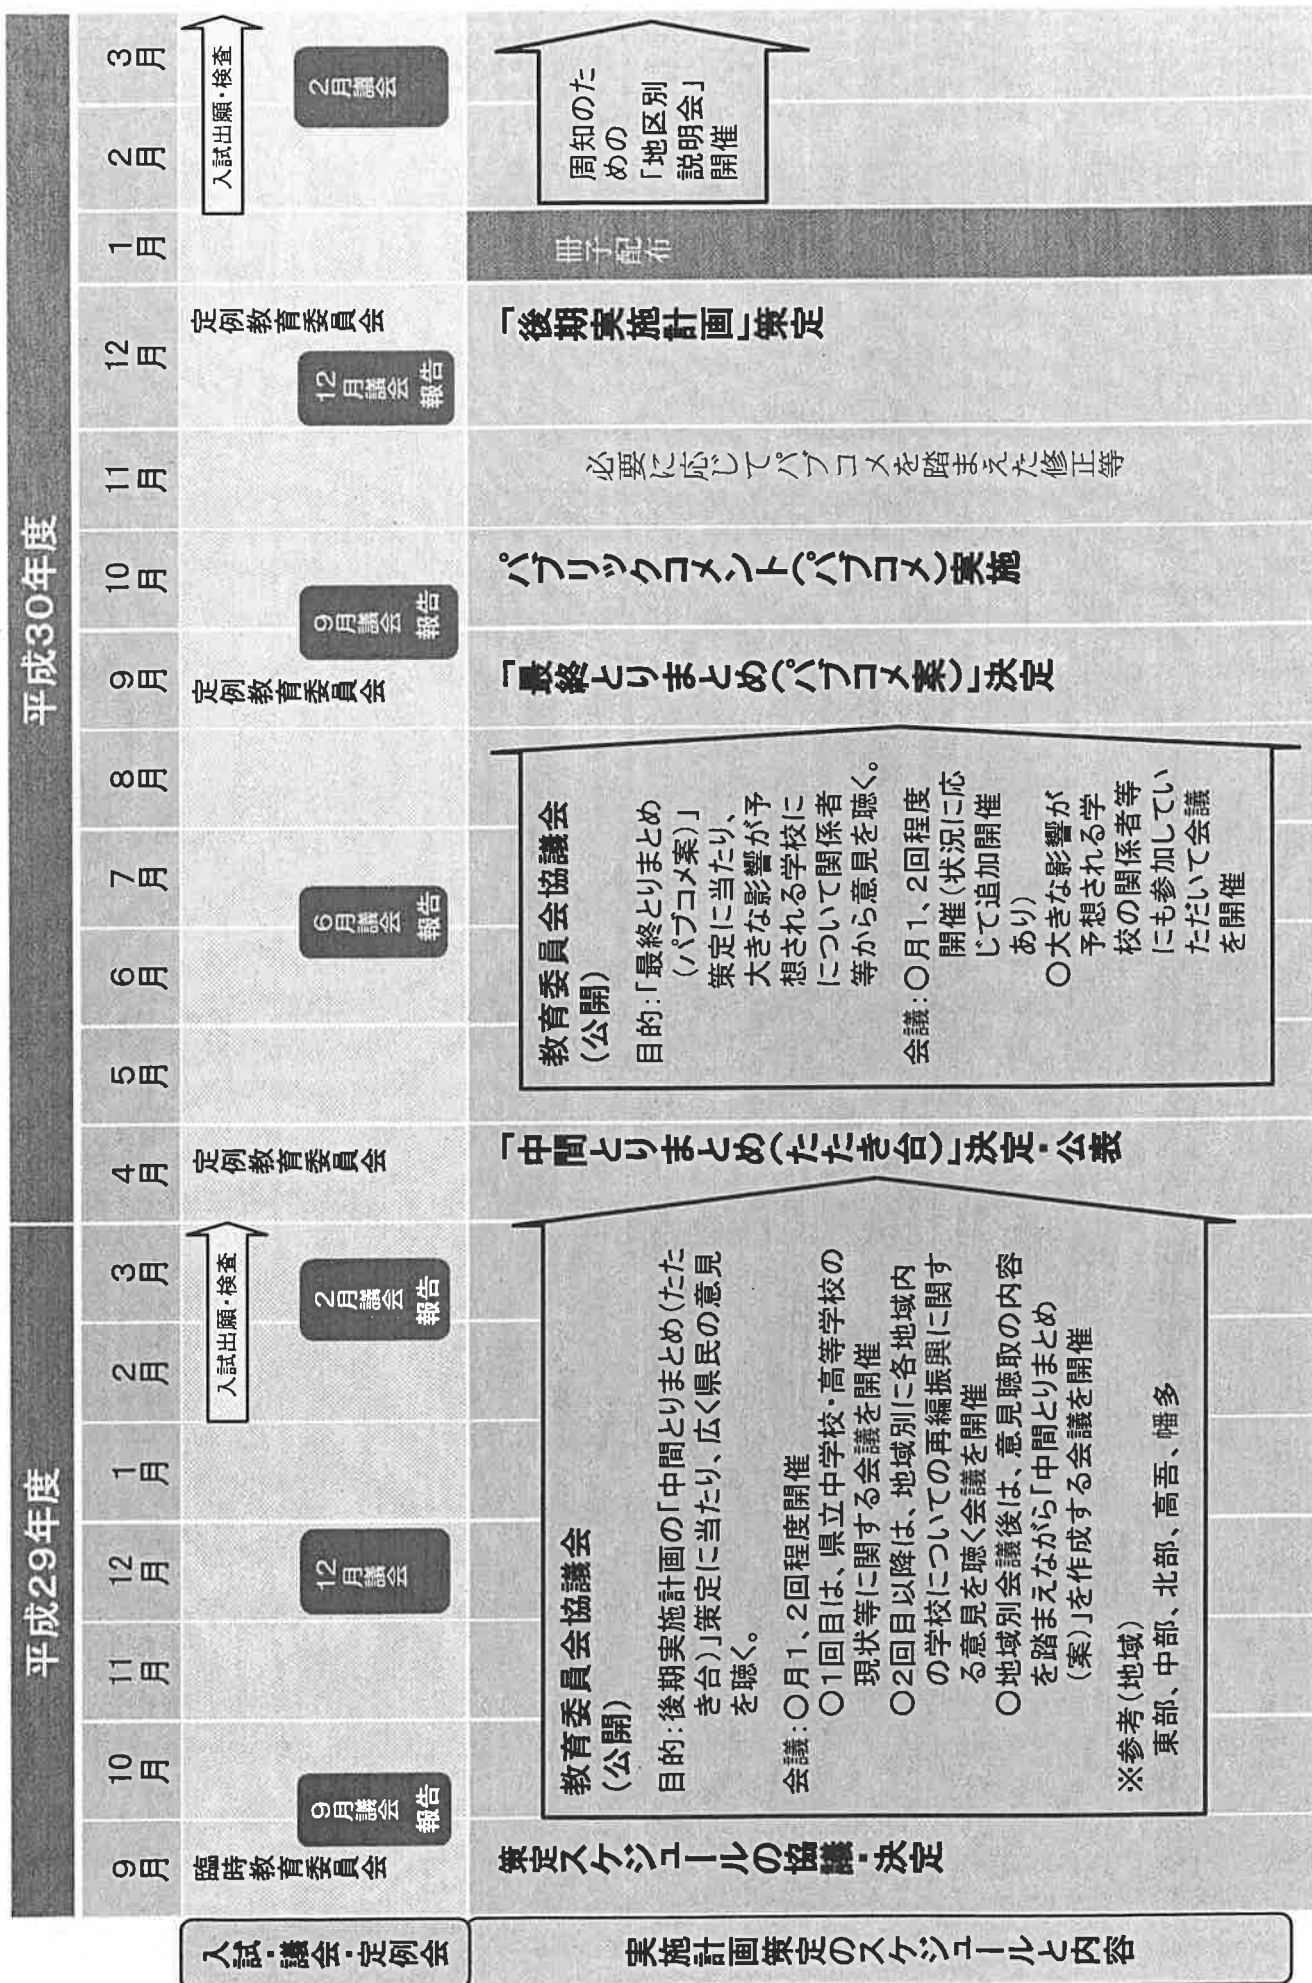 平成29年度
平成30年度
9月
10月
11月
12月
1月
2月
3月
4月
5月
6月
7月
8月
9月
10月
11月
12月
1月
2月
3月
入試・議会・定例会
臨時教育委員会
9月議会
報告
12月議会
入試出願・検査
2月議会
報告
定例教育委員会
6月議会
報告
定例教育委員会
9月議会
報告
12月議会
報告
定例教育委員会
入試出願・検査
2月議会
実施計画策定のスケジュールと内容
策定スケジュールの協議・決定
教育委員会協議会
(公開)
目的:後期実施計画の「中間とりまとめ(たた
き台)」策定に当たり、広く県民の意見
を聴く。
会議:○月1、2回程度開催
○1回目は、県立中学校・高等学校の
現状等に関する会議を開催
○2回目以降は、地域別に各地域内
の学校についての再編振興に関す
る意見を聴く会議を開催
○地域別会議後は、意見聴取の内容
を踏まえながら「中間とりまとめ
(案)」を作成する会議を開催
※参考(地域)
東部、中部、北部、高吾、幡多
「中間とりまとめ(たたき台)」決定・公表
教育委員会協議会
(公開)
目的:「最終とりまとめ
(パブコメ案)」
策定に当たり、
大きな影響が予
想される学校に
について関係者
等から意見を聴く。
会議:○月1、2回程度
開催(状況に応
じて追加開催
あり)
○大きな影響が
予想される学
校の関係者等
にも参加してい
ただいて会議
を開催
「最終とりまとめ(パブコメ案)」決定
パブリックコメント(パブコメ)実施
必要に応じてパブコメを踏まえた修正等
「後期実施計画」策定
冊子配布
周知のた
めの
「地区別
説明会」
開催